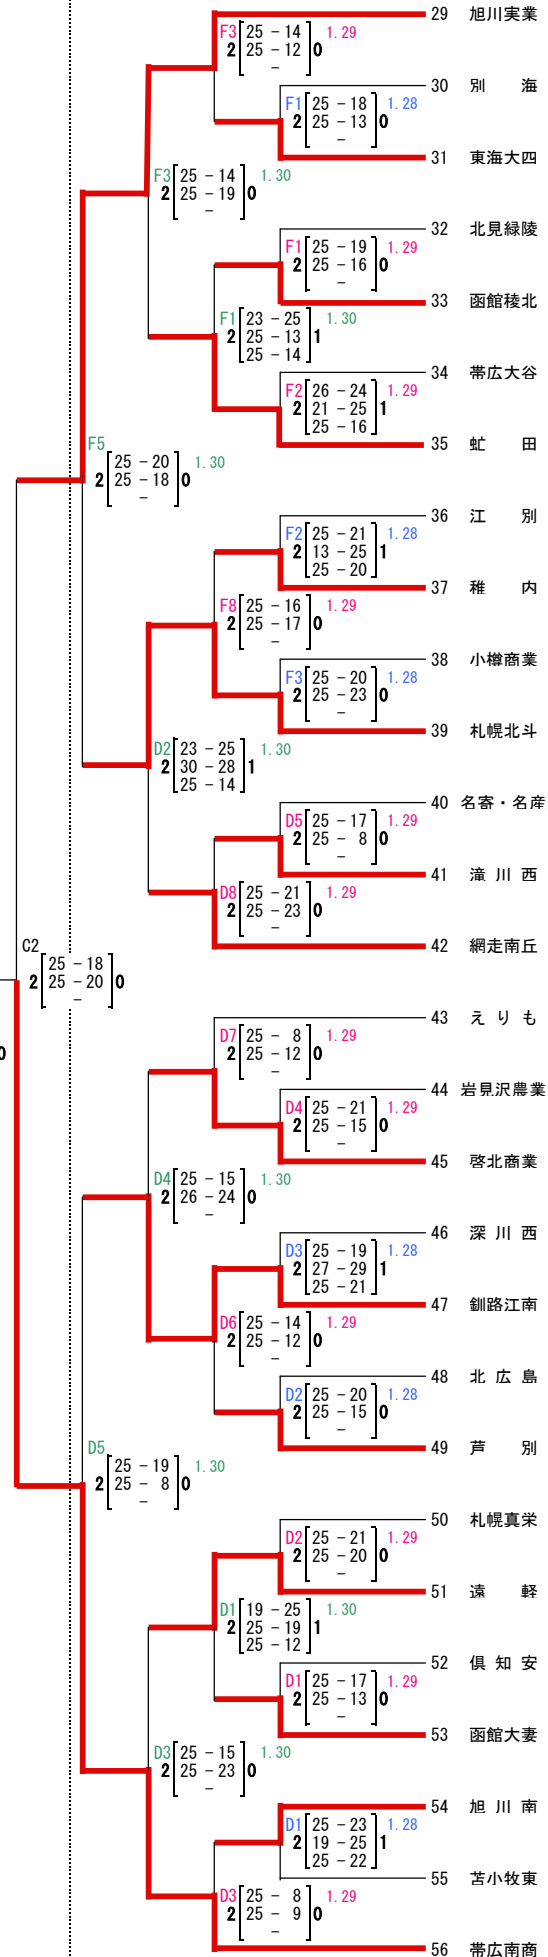 29 旭川実業
F3 25 - 14 1.29
2 25 - 12 0
-
30 別 海
F1 25 - 18 1.28
2 25 - 13 0
-
31 東海大四
F3 25 - 14 1.30
2 25 - 19 0
-
32 北見緑陵
F1 25 - 19 1.29
2 25 - 16 0
-
33 函館稜北
F1 23 - 25 1.30
2 25 - 13 1
25 - 14
34 帯広大谷
F2 26 - 24 1.29
2 21 - 25 1
25 - 16
35 虻 田
F5
25 - 20 1.30
2 25 - 18 0
-
36 江 別
F2 25 - 21 1.28
2 13 - 25 1
25 - 20
37 稚 内
F8 25 - 16 1.29
2 25 - 17 0
-
38 小樽商業
F3 25 - 20 1.28
2 25 - 23 0
-
39 札幌北斗
D2 23 - 25 1.30
2 30 - 28 1
25 - 14
40 名寄・名産
D5 25 - 17 1.29
2 25 - 8 0
-
41 滝川西
D8 25 - 21 1.29
2 25 - 23 0
-
42 網走南丘
C2
25 - 18
2 25 - 20 0
-
43 えりも
D7 25 - 8 1.29
2 25 - 12 0
-
0
44 岩見沢農業
D4 25 - 21 1.29
2 25 - 15 0
-
45 啓北商業
D4 25 - 15 1.30
2 26 - 24 0
-
46 深川西
D3 25 - 19 1.28
2 27 - 29 1
25 - 21
47 釧路江南
D6 25 - 14 1.29
2 25 - 12 0
-
48 北広島
D2 25 - 20 1.28
2 25 - 15 0
-
49 芦 別
D5
25 - 19 1.30
2 25 - 8 0
-
50 札幌真栄
D2 25 - 21 1.29
2 25 - 20 0
-
51 遠 軽
D1 19 - 25 1.30
2 25 - 19 1
25 - 12
52 倶知安
D1 25 - 17 1.29
2 25 - 13 0
-
53 函館大妻
D3 25 - 15 1.30
2 25 - 23 0
-
54 旭川南
D1 25 - 23 1.28
2 19 - 25 1
25 - 22
55 苫小牧東
D3 25 - 8 1.29
2 25 - 9 0
-
56 帯広南商